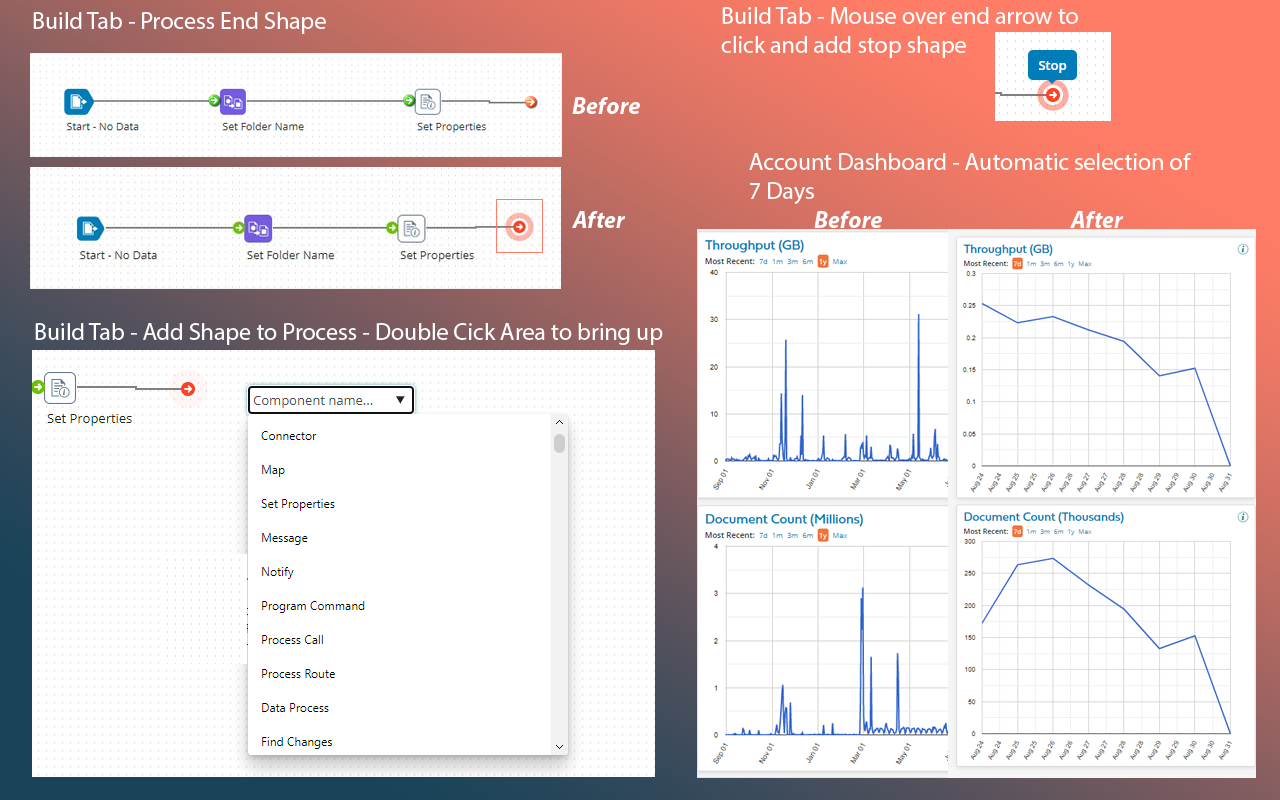 Build Tab - Process End Shape
Start - No Data
Set Folder Name
Set Properties
Before
Start - No Data
Set Folder Name
Set Properties
After
Build Tab - Add Shape to Process - Double Cick Area to bring up
Set Properties
Component name... ▼
Connector
Map
Set Properties
Message
Notify
Program Command
Process Call
Process Route
Data Process
Find Changes
Build Tab - Mouse over end arrow to
click and add stop shape
Stop
Account Dashboard - Automatic selection of
7 Days
Before
After
Throughput (GB)
Most Recent: 7d 1m 3m 6m 1y Max
40
30
20
10
0
Sep 01 Nov 01 Jan 01 Mar 01 May 01
Throughput (GB)
Most Recent: 7d 1m 3m 6m 1y Max
0.3
0.25
0.2
0.15
0.1
0.05
0
Aug 24 Aug 24 Aug 25 Aug 25 Aug 26 Aug 26 Aug 27 Aug 27 Aug 28 Aug 28 Aug 29 Aug 29 Aug 30 Aug 30 Aug 31
Document Count (Millions)
Most Recent: 7d 1m 3m 6m 1y Max
4
3
2
1
0
Sep 01 Nov 01 Jan 01 Mar 01 May 01
Document Count (Thousands)
Most Recent: 7d 1m 3m 6m 1y Max
300
250
200
150
100
50
0
Aug 24 Aug 24 Aug 25 Aug 25 Aug 26 Aug 26 Aug 27 Aug 27 Aug 28 Aug 28 Aug 29 Aug 29 Aug 30 Aug 30 Aug 31